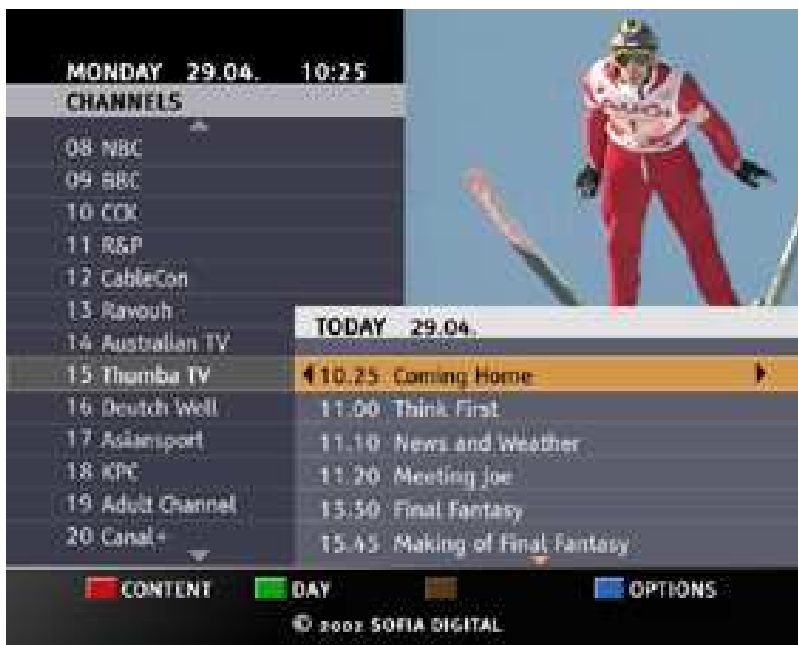 MONDAY 29.04. 10:25
CHANNELS
08 NBC
09 BBC
10 CCK
11 R&P
12 CableCon
13 Ravouh
14 Australian TV
15 Thumba TV
16 Deutch Well
17 Asiansport
18 KPC
19 Adult Channel
20 Canal+
TODAY 29.04.
10.25 Coming Home
11.00 Think First
11.10 News and Weather
11.20 Meeting Joe
13.50 Final Fantasy
15.45 Making of Final Fantasy
CONTENT DAY OPTIONS
© 2002 SOFIA DIGITAL